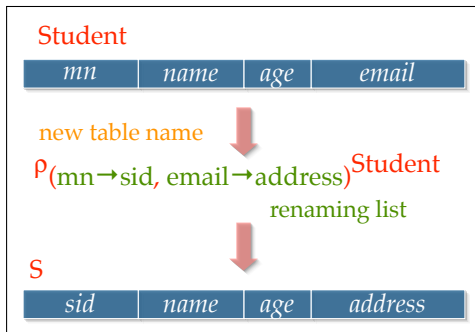 Student
mn name age email
new table name
ρ(mn→sid, email→address)Student
renaming list
S
sid name age address